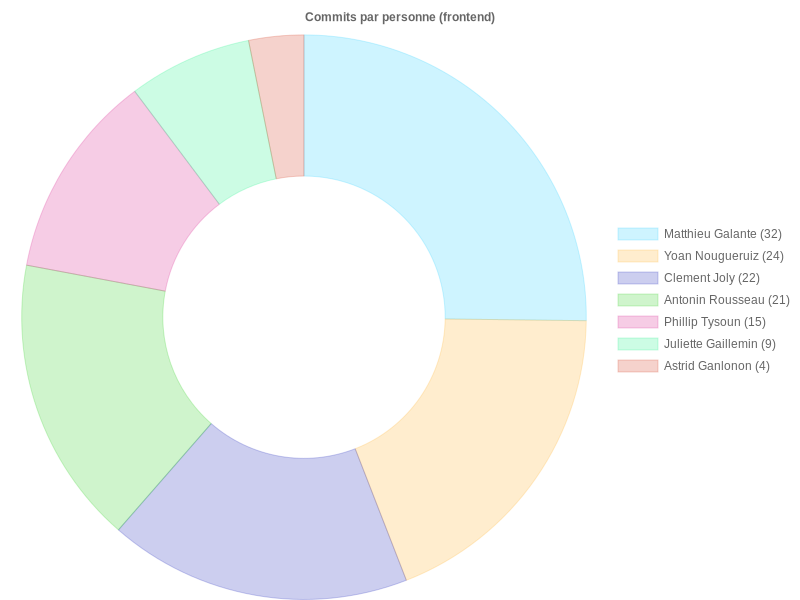 Commits par personne (frontend)
Matthieu Galante (32)
Yoan Nougueruiz (24)
Clement Joly (22)
Antonin Rousseau (21)
Phillip Tysoun (15)
Juliette Gaillemin (9)
Astrid Ganlonon (4)